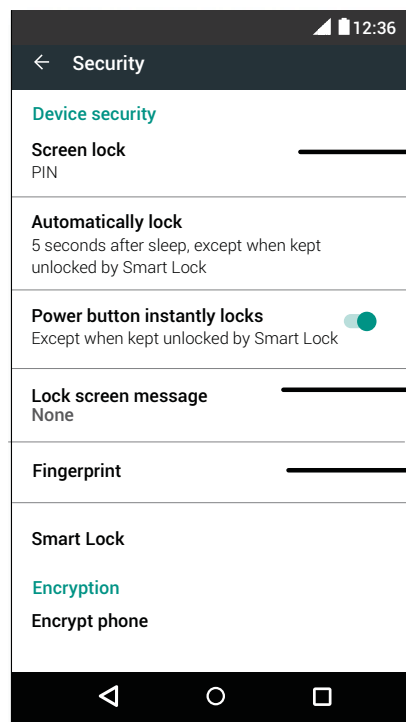 12:36
Security
Device security
Screen lock
PIN
Automatically lock
5 seconds after sleep, except when kept
unlocked by Smart Lock
Power button instantly locks
Except when kept unlocked by Smart Lock
Lock screen message
None
Fingerprint
Smart Lock
Encryption
Encrypt phone